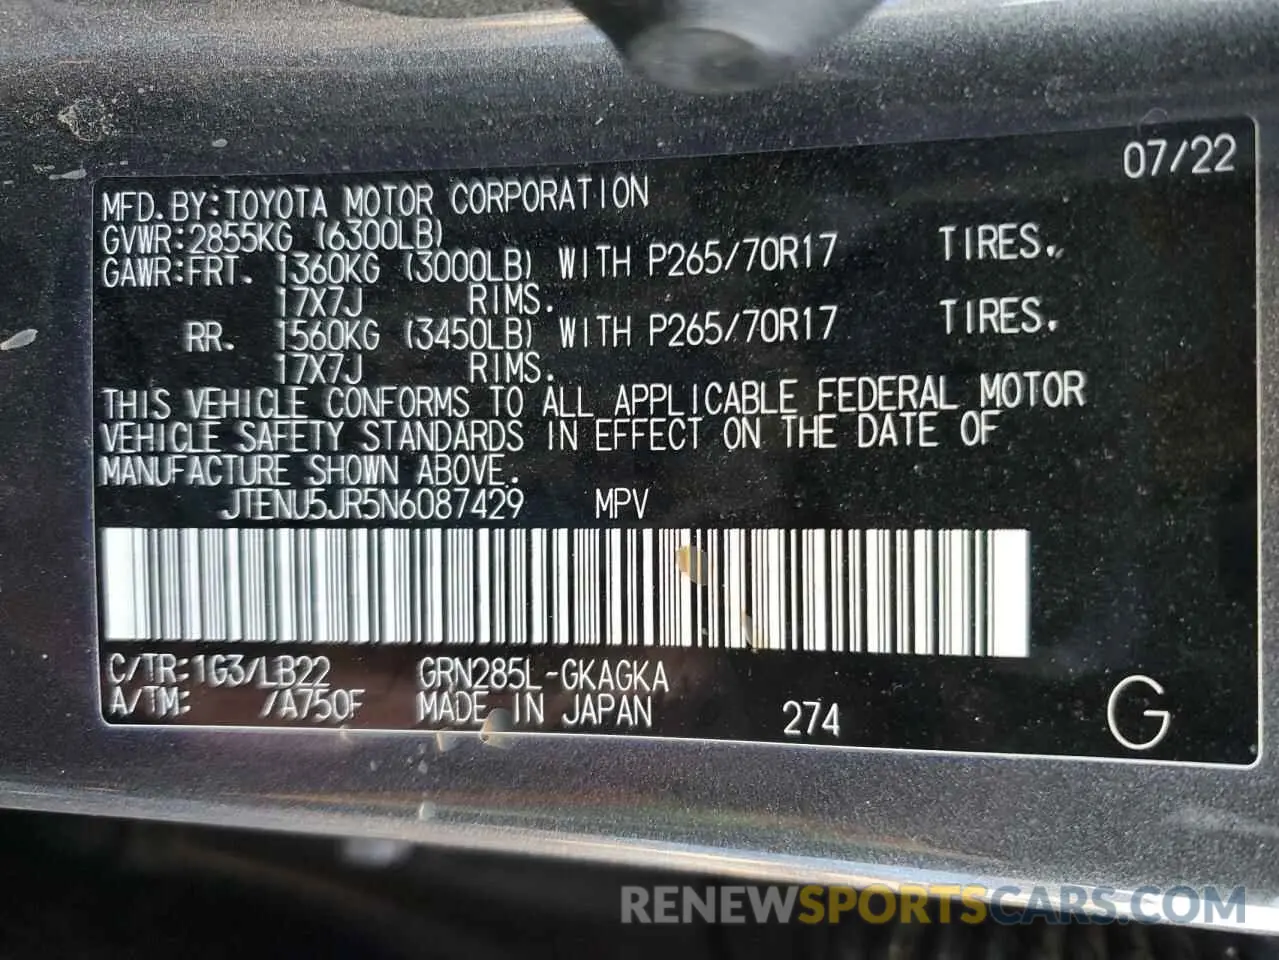 07/22
MFD.BY:TOYOTA MOTOR CORPORATION
GVWR:2855KG (6300LB)
GAWR:FRT. 1360KG (3000LB) WITH P265/70R17 TIRES.
17X7J RIMS.
RR. 1560KG (3450LB) WITH P265/70R17 TIRES.
17X7J RIMS.
THIS VEHICLE CONFORMS TO ALL APPLICABLE FEDERAL MOTOR
VEHICLE SAFETY STANDARDS IN EFFECT ON THE DATE OF
MANUFACTURE SHOWN ABOVE.
JTENU5JR5N6087429 MPV
C/TR:1G3/LB22 GRN285L-GKAGKA
A/TM: /A750F MADE IN JAPAN 274 G
RENEWSPORTSCARS.COM